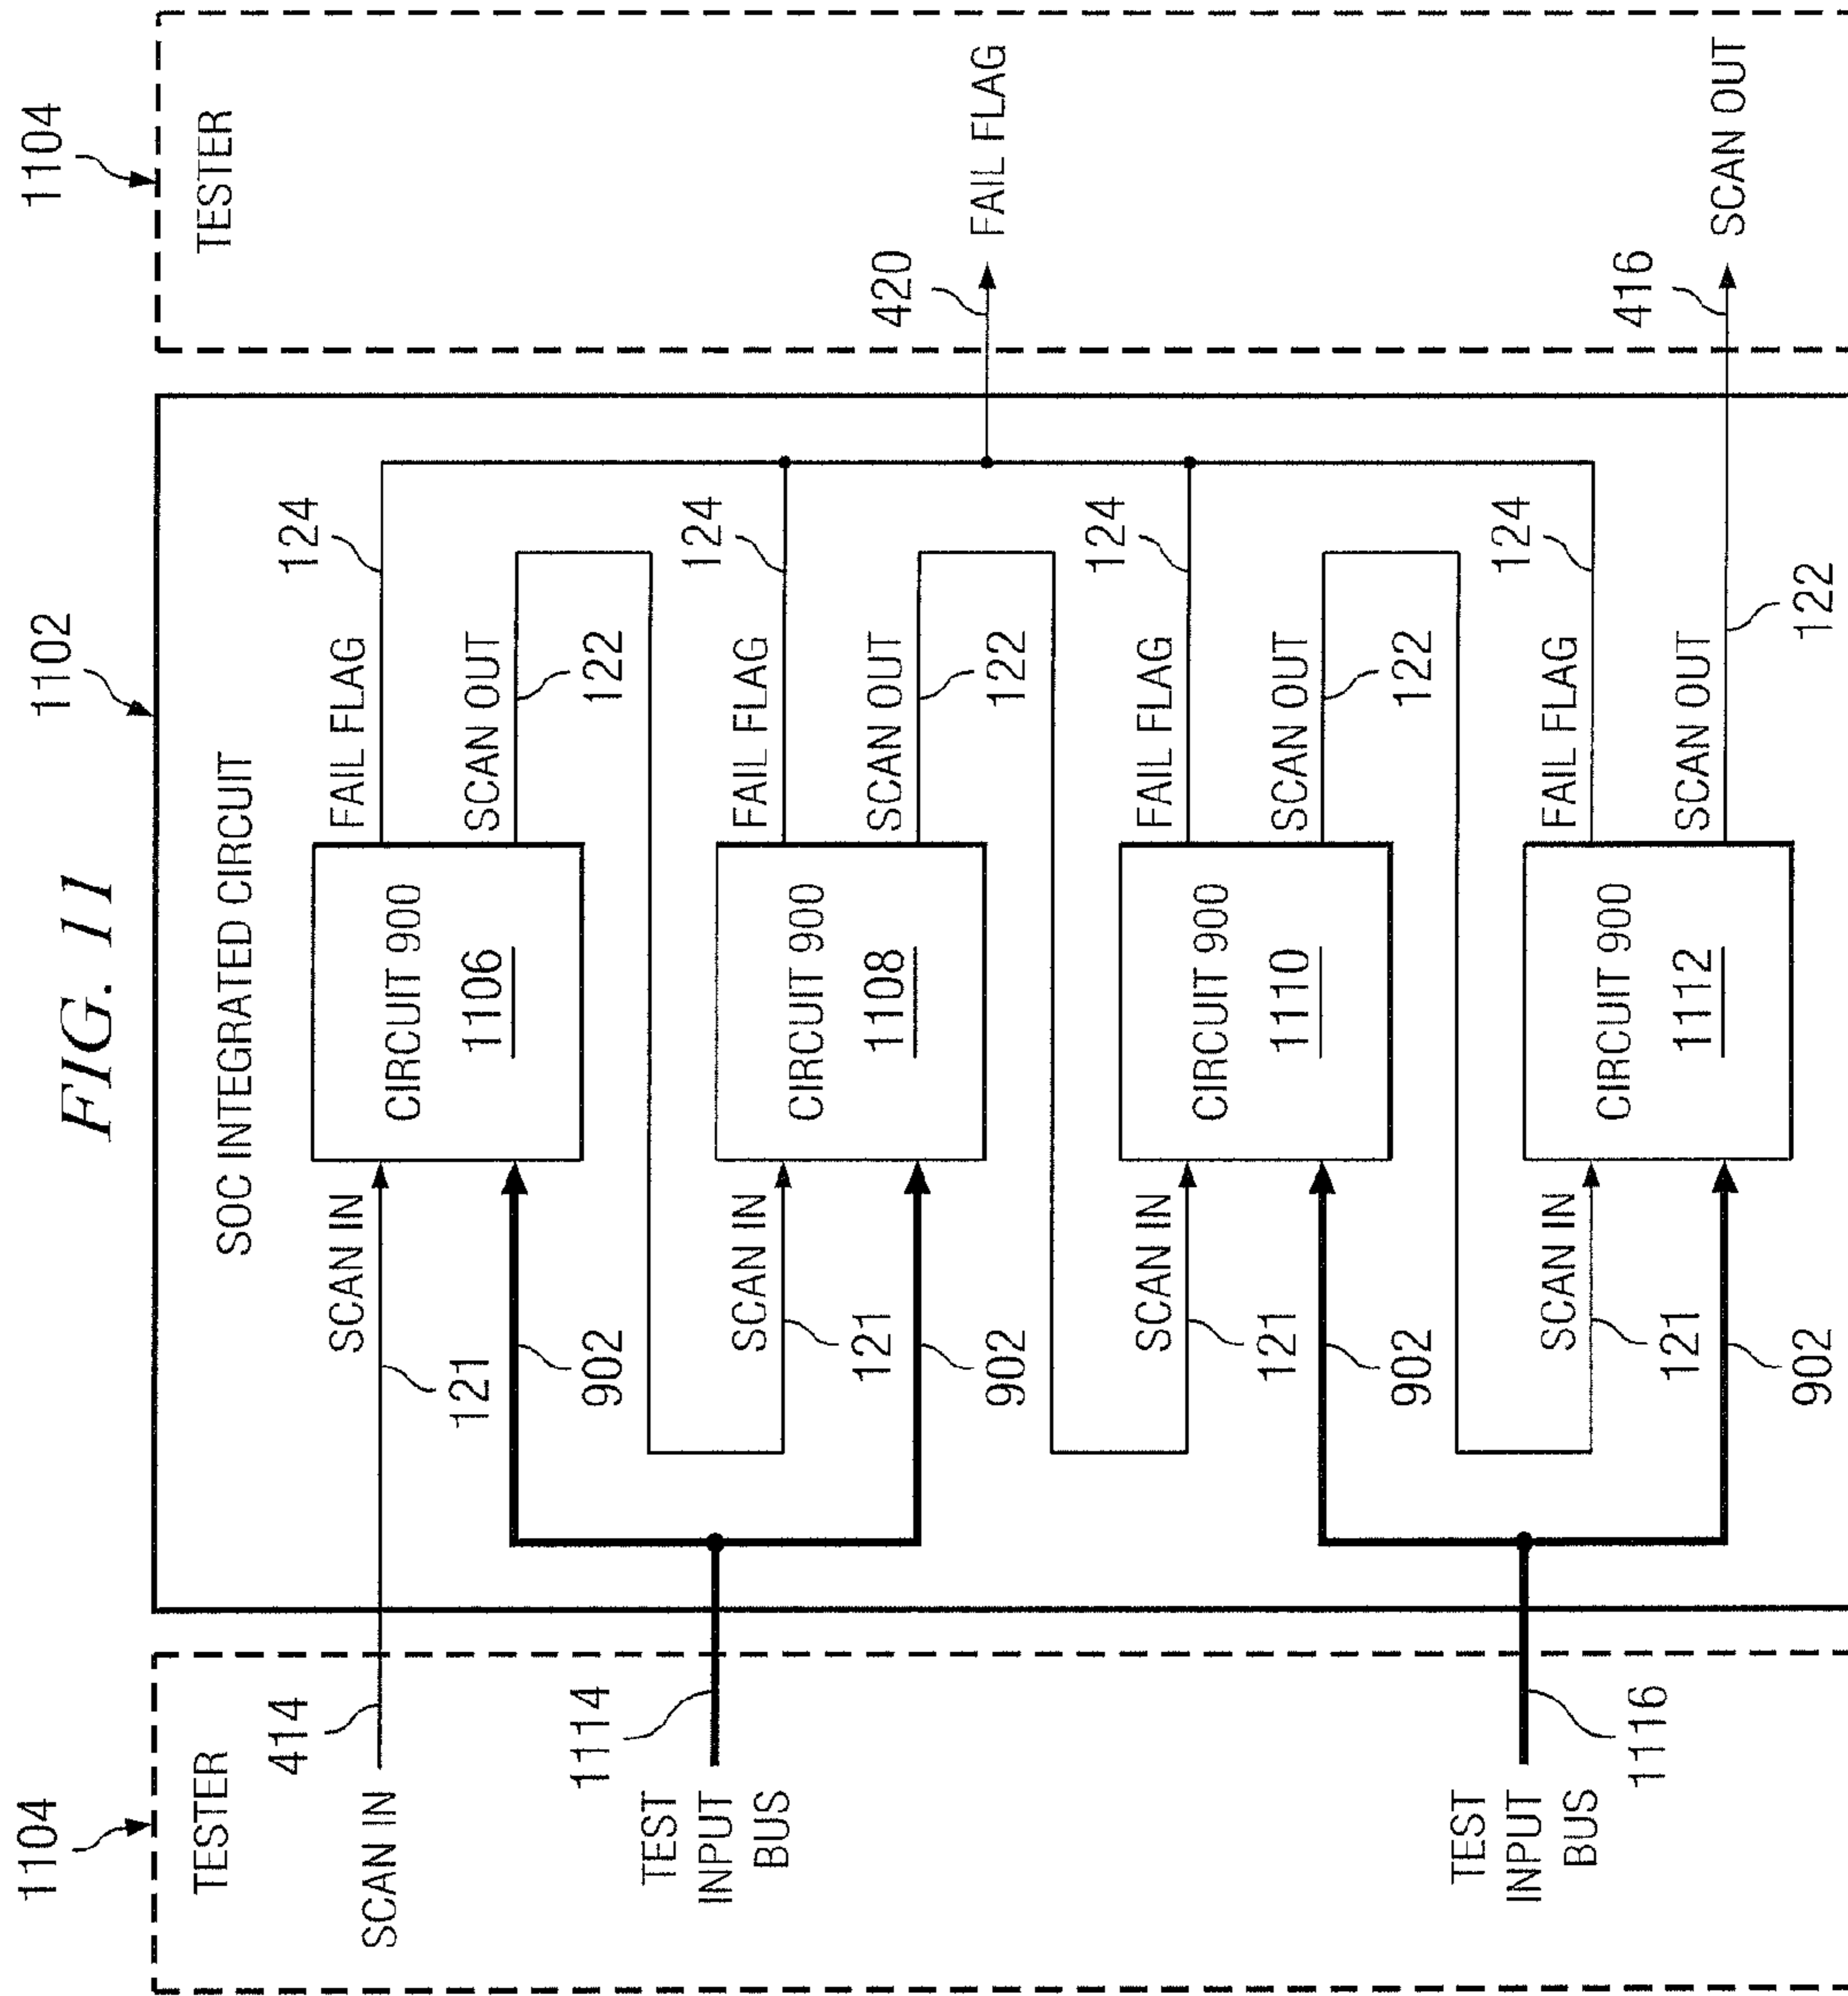 FIG. 11
1104
1102
1104
TESTER
SOC INTEGRATED CIRCUIT
TESTER
414
SCAN IN
SCAN IN
121
CIRCUIT 900
1106
FAIL FLAG
124
SCAN OUT
122
902
1114
TEST
INPUT
BUS
SCAN IN
121
CIRCUIT 900
1108
FAIL FLAG
124
SCAN OUT
122
902
420
FAIL FLAG
SCAN IN
121
CIRCUIT 900
1110
FAIL FLAG
124
SCAN OUT
122
902
1116
TEST
INPUT
BUS
SCAN IN
121
CIRCUIT 900
1112
FAIL FLAG
124
SCAN OUT
122
902
416
SCAN OUT